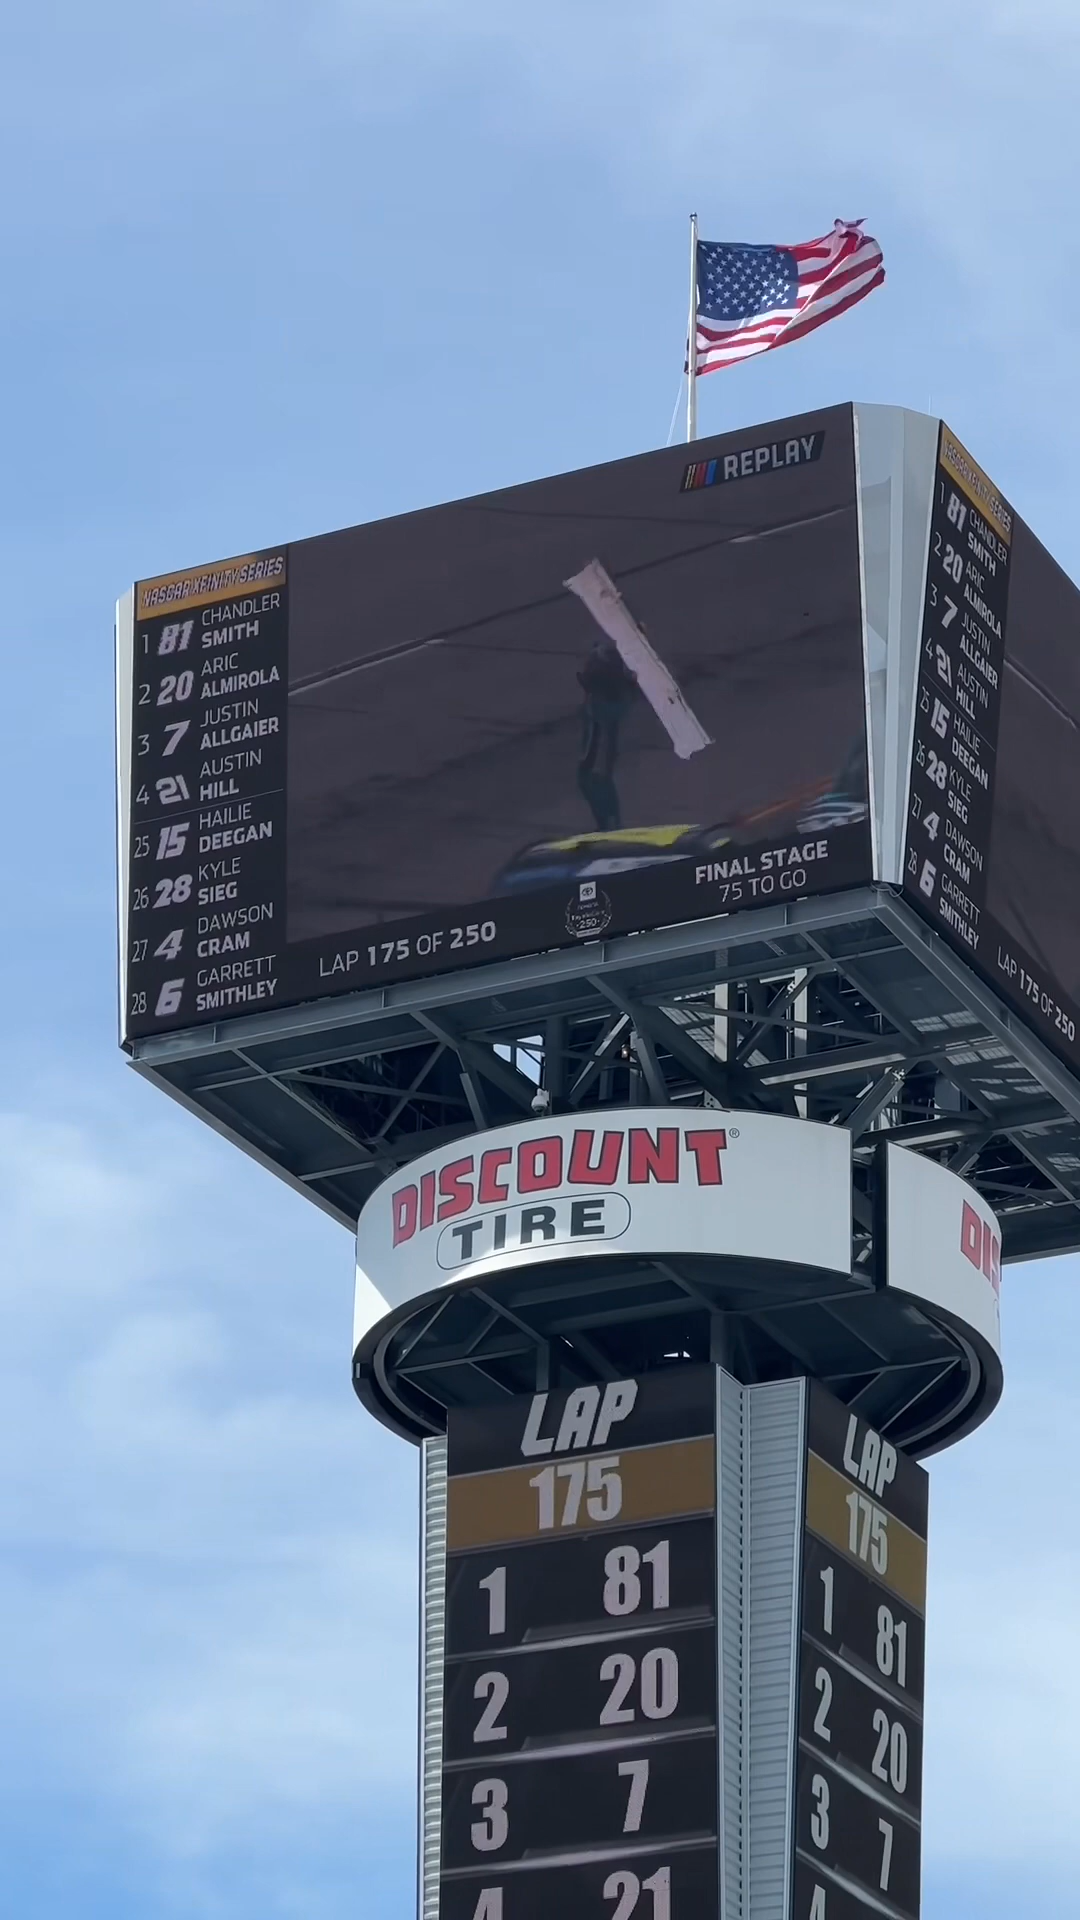 REPLAY
NASCAR XFINITY SERIES
1 81 CHANDLER
SMITH
2 20 ARIC
ALMIROLA
3 7 JUSTIN
ALLGAIER
4 21 AUSTIN
HILL
25 15 HAILIE
DEEGAN
26 28 KYLE
SIEG
27 4 DAWSON
CRAM
28 6 GARRETT
SMITHLEY
LAP 175 OF 250
250
FINAL STAGE
75 TO GO
NASCAR XFINITY SERIES
1 81 CHANDLER
SMITH
2 20 ARIC
ALMIROLA
3 7 JUSTIN
ALLGAIER
4 21 AUSTIN
HILL
25 15 HAILIE
DEEGAN
26 28 KYLE
SIEG
27 4 DAWSON
CRAM
28 6 GARRETT
SMITHLEY
LAP 175 OF 250
DISCOUNT®
TIRE
DIS
LAP
175
1 81
2 20
3 7
4 21
LAP
175
1 81
2 20
3 7
4